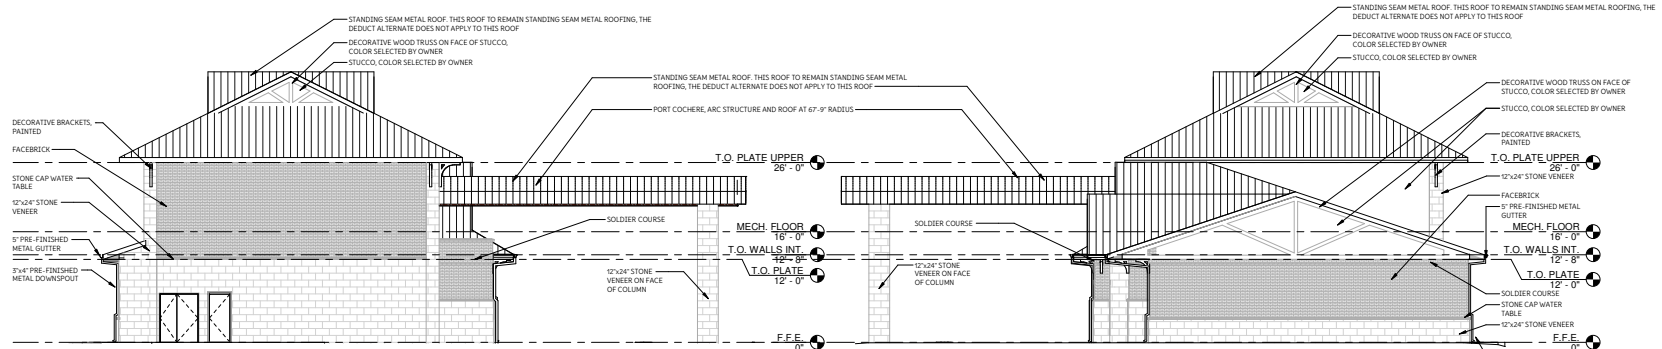 STANDING SEAM METAL ROOF. THIS ROOF TO REMAIN STANDING SEAM METAL ROOFING, THE
DEDUCT ALTERNATE DOES NOT APPLY TO THIS ROOF
DECORATIVE WOOD TRUSS ON FACE OF STUCCO,
COLOR SELECTED BY OWNER
STUCCO, COLOR SELECTED BY OWNER
STANDING SEAM METAL ROOF. THIS ROOF TO REMAIN STANDING SEAM METAL
ROOFING, THE DEDUCT ALTERNATE DOES NOT APPLY TO THIS ROOF
PORT COCHERE, ARC STRUCTURE AND ROOF AT 67'-9" RADIUS
DECORATIVE BRACKETS,
PAINTED
FACEBRICK
STONE CAP WATER
TABLE
12"x24" STONE
VENEER
5" PRE-FINISHED
METAL GUTTER
3"x4" PRE-FINISHED
METAL DOWNSPOUT
SOLDIER COURSE
12"x24" STONE
VENEER ON FACE
OF COLUMN
T.O. PLATE UPPER
26' - 0"
MECH. FLOOR
16' - 0"
T.O. WALLS INT.
12' - 8"
T.O. PLATE
12' - 0"
F.F.E.
0"
STANDING SEAM METAL ROOF. THIS ROOF TO REMAIN STANDING SEAM METAL ROOFING, THE
DEDUCT ALTERNATE DOES NOT APPLY TO THIS ROOF
DECORATIVE WOOD TRUSS ON FACE OF STUCCO,
COLOR SELECTED BY OWNER
STUCCO, COLOR SELECTED BY OWNER
SOLDIER COURSE
12"x24" STONE
VENEER ON FACE
OF COLUMN
DECORATIVE WOOD TRUSS ON FACE OF
STUCCO, COLOR SELECTED BY OWNER
STUCCO, COLOR SELECTED BY OWNER
DECORATIVE BRACKETS,
PAINTED
T.O. PLATE UPPER
26' - 0"
12"x24" STONE VENEER
FACEBRICK
5" PRE-FINISHED METAL
GUTTER
MECH. FLOOR
16' - 0"
T.O. WALLS INT.
12' - 8"
T.O. PLATE
12' - 0"
SOLDIER COURSE
STONE CAP WATER
TABLE
12"x24" STONE VENEER
F.F.E.
0"